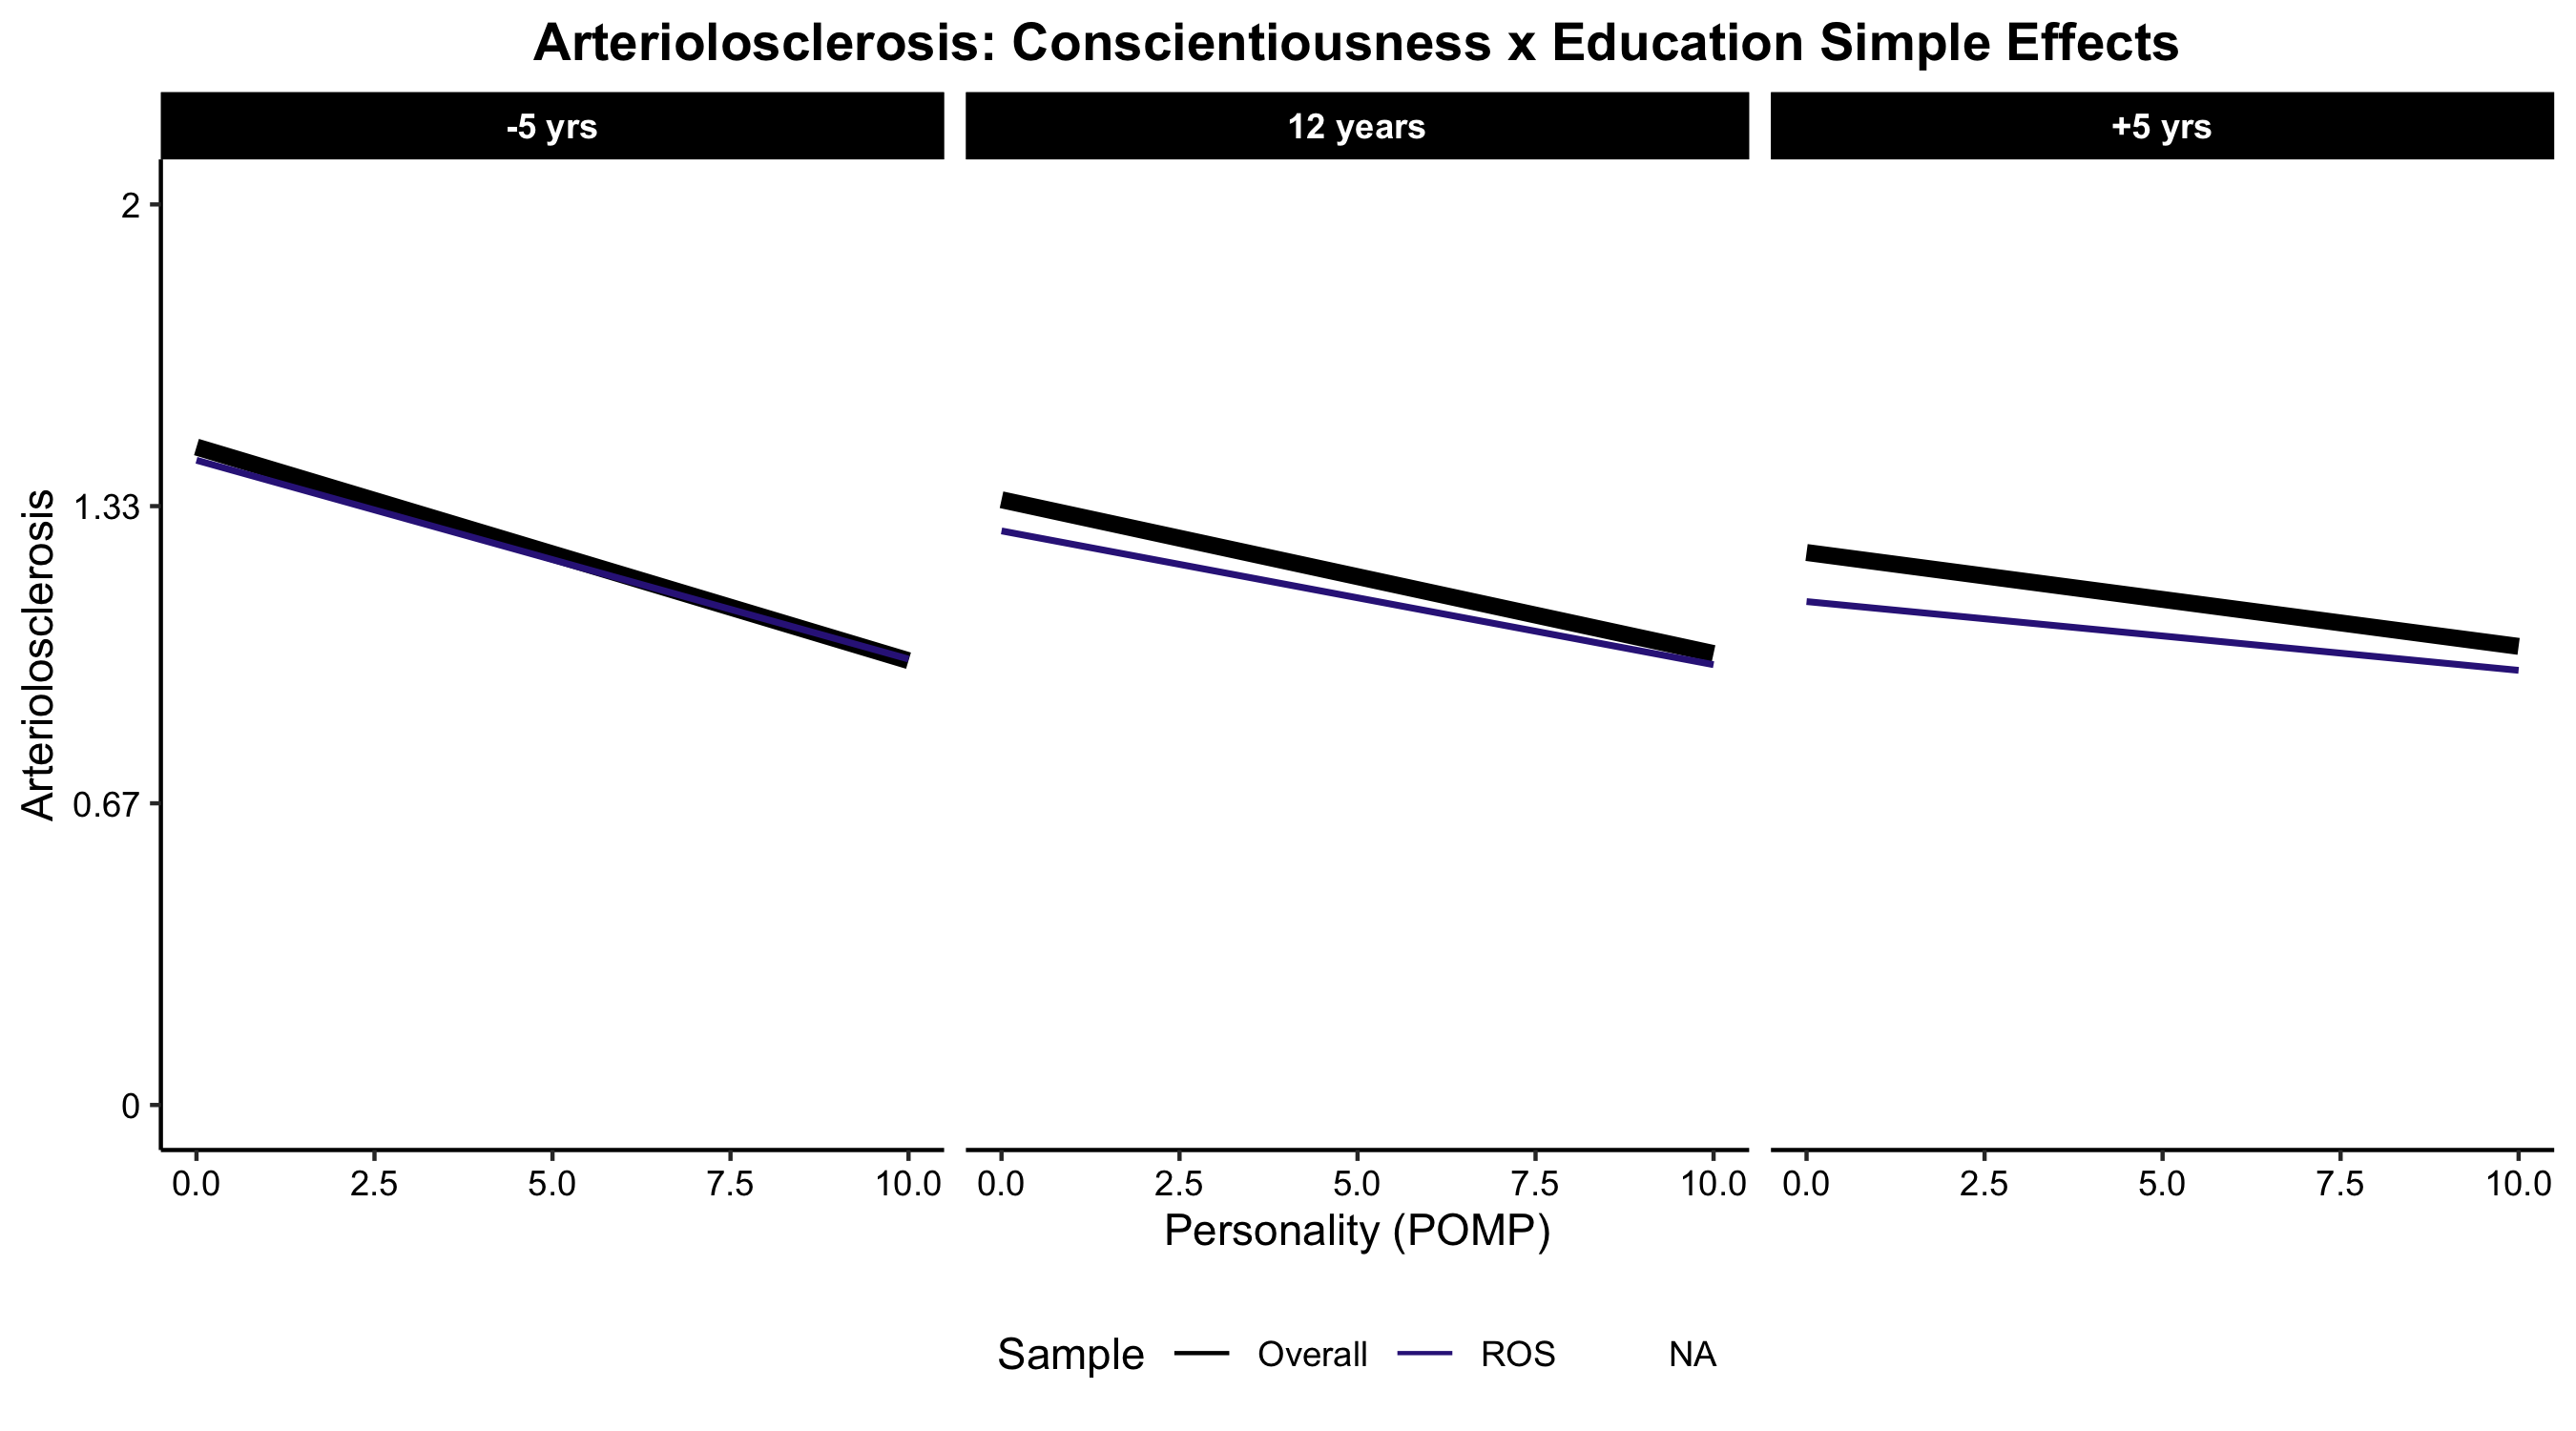 Arteriolosclerosis: Conscientiousness x Education Simple Effects
-5 yrs
12 years
+5 yrs
Arteriolosclerosis
2
1.33
0.67
0
0.0 2.5 5.0 7.5 10.0
0.0 2.5 5.0 7.5 10.0
0.0 2.5 5.0 7.5 10.0
Personality (POMP)
Sample Overall ROS NA